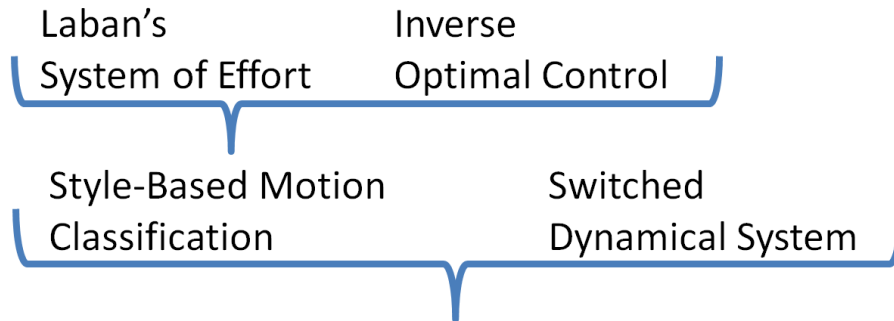 Laban's
System of Effort
Inverse
Optimal Control
Style-Based Motion
Classification
Switched
Dynamical System